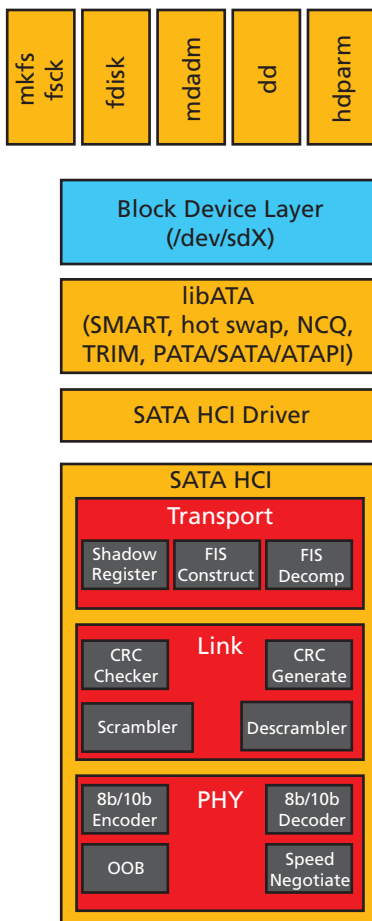 mkfs
fsck
fdisk
mdadm
dd
hdparm
Block Device Layer
(/dev/sdX)
libATA
(SMART, hot swap, NCQ,
TRIM, PATA/SATA/ATAPI)
SATA HCI Driver
SATA HCI
Transport
Shadow
Register
FIS
Construct
FIS
Decomp
Link
CRC
Checker
CRC
Generate
Scrambler
Descrambler
PHY
8b/10b
Encoder
8b/10b
Decoder
OOB
Speed
Negotiate